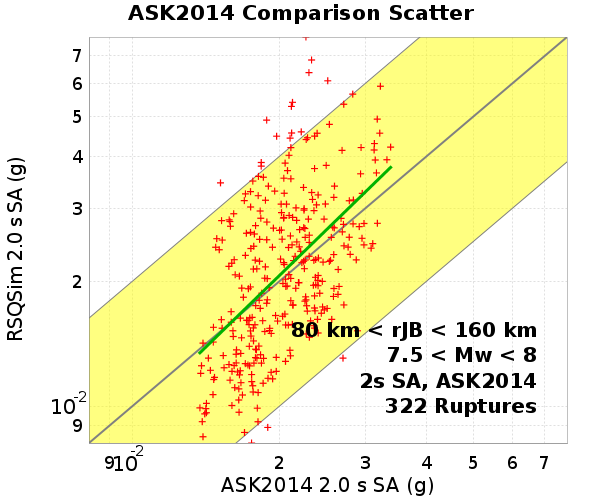 ASK2014 Comparison Scatter
RSQSim 2.0 s SA (g)
7
6
5
4
3
2
10-2
9
80 km < rJB < 160 km
7.5 < Mw < 8
2s SA, ASK2014
322 Ruptures
9 10-2 2 3 4 5 6 7
ASK2014 2.0 s SA (g)